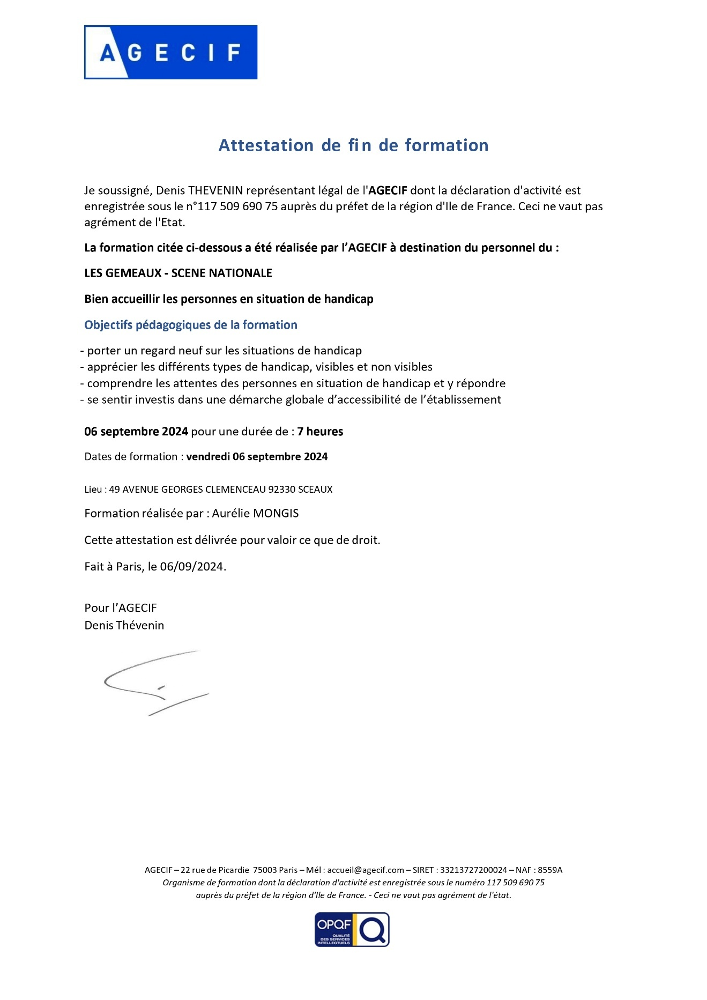 AGECIF
Attestation de fin de formation
Je soussigné, Denis THEVENIN représentant légal de l'AGECIF dont la déclaration d'activité est
enregistrée sous le n°117 509 690 75 auprès du préfet de la région d'Ile de France. Ceci ne vaut pas
agrément de l'Etat.
La formation citée ci-dessous a été réalisée par l’AGECIF à destination du personnel du :
LES GEMEAUX - SCENE NATIONALE
Bien accueillir les personnes en situation de handicap
Objectifs pédagogiques de la formation
- porter un regard neuf sur les situations de handicap
- apprécier les différents types de handicap, visibles et non visibles
- comprendre les attentes des personnes en situation de handicap et y répondre
- se sentir investis dans une démarche globale d’accessibilité de l’établissement
06 septembre 2024 pour une durée de : 7 heures
Dates de formation : vendredi 06 septembre 2024
Lieu : 49 AVENUE GEORGES CLEMENCEAU 92330 SCEAUX
Formation réalisée par : Aurélie MONGIS
Cette attestation est délivrée pour valoir ce que de droit.
Fait à Paris, le 06/09/2024.
Pour l’AGECIF
Denis Thévenin
AGECIF – 22 rue de Picardie 75003 Paris – Mél : accueil@agecif.com – SIRET : 33213727200024 – NAF : 8559A
Organisme de formation dont la déclaration d'activité est enregistrée sous le numéro 117 509 690 75
auprès du préfet de la région d'Ile de France. - Ceci ne vaut pas agrément de l'état.
OPQF
QUALITÉ
DES SERVICES
INTELLECTUELS